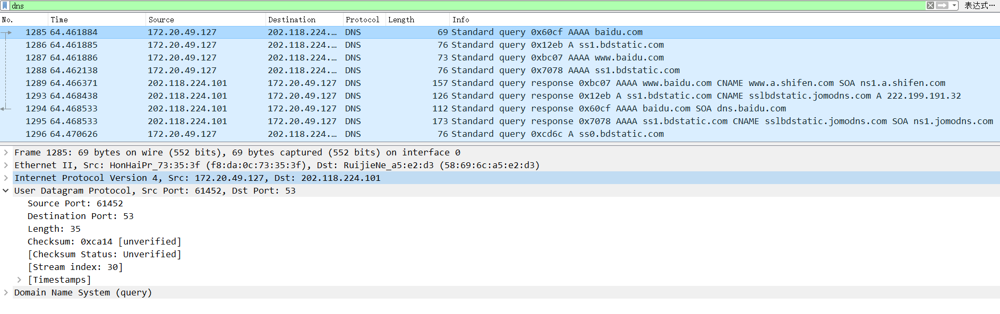 dns
表达式…
No. Time Source Destination Protocol Length Info
1285 64.461884 172.20.49.127 202.118.224.… DNS 69 Standard query 0x60cf AAAA baidu.com
1286 64.461885 172.20.49.127 202.118.224.… DNS 76 Standard query 0x12eb A ss1.bdstatic.com
1287 64.461886 172.20.49.127 202.118.224.… DNS 73 Standard query 0xbc07 AAAA www.baidu.com
1288 64.462138 172.20.49.127 202.118.224.… DNS 76 Standard query 0x7078 AAAA ss1.bdstatic.com
1289 64.466371 202.118.224.101 172.20.49.127 DNS 157 Standard query response 0xbc07 AAAA www.baidu.com CNAME www.a.shifen.com SOA ns1.a.shifen.com
1293 64.468438 202.118.224.101 172.20.49.127 DNS 126 Standard query response 0x12eb A ss1.bdstatic.com CNAME sslbdstatic.jomodns.com A 222.199.191.32
1294 64.468533 202.118.224.101 172.20.49.127 DNS 112 Standard query response 0x60cf AAAA baidu.com SOA dns.baidu.com
1295 64.468533 202.118.224.101 172.20.49.127 DNS 173 Standard query response 0x7078 AAAA ss1.bdstatic.com CNAME sslbdstatic.jomodns.com SOA ns1.jomodns.com
1296 64.470626 172.20.49.127 202.118.224.… DNS 76 Standard query 0xcd6c A ss0.bdstatic.com
Frame 1285: 69 bytes on wire (552 bits), 69 bytes captured (552 bits) on interface 0
Ethernet II, Src: HonHaiPr_73:35:3f (f8:da:0c:73:35:3f), Dst: RuijieNe_a5:e2:d3 (58:69:6c:a5:e2:d3)
Internet Protocol Version 4, Src: 172.20.49.127, Dst: 202.118.224.101
User Datagram Protocol, Src Port: 61452, Dst Port: 53
Source Port: 61452
Destination Port: 53
Length: 35
Checksum: 0xca14 [unverified]
[Checksum Status: Unverified]
[Stream index: 30]
[Timestamps]
Domain Name System (query)